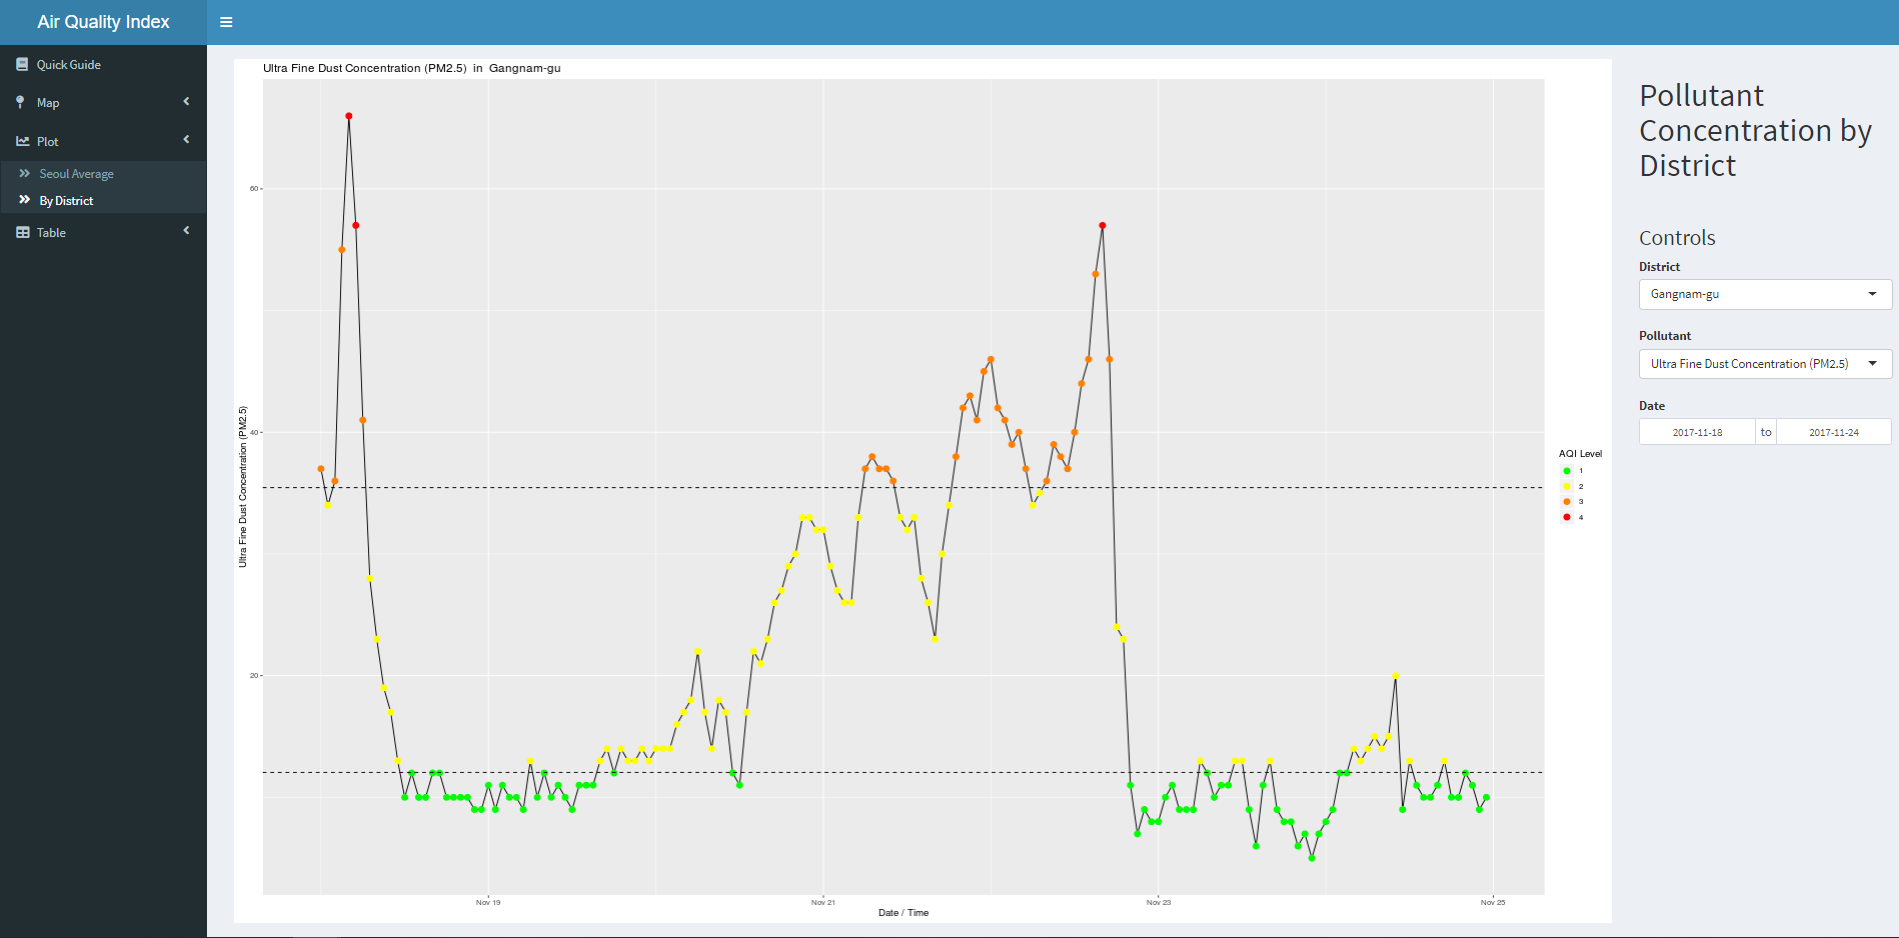 Air Quality Index
Quick Guide
Map
Plot
Seoul Average
By District
Table
Ultra Fine Dust Concentration (PM2.5)  in  Gangnam-gu
60
40
20
Ultra Fine Dust Concentration (PM2.5)
Nov 19
Nov 21
Nov 23
Nov 25
Date / Time
AQI Level
1
2
3
4
Pollutant
Concentration by
District
Controls
District
Gangnam-gu
Pollutant
Ultra Fine Dust Concentration (PM2.5)
Date
2017-11-18 to 2017-11-24